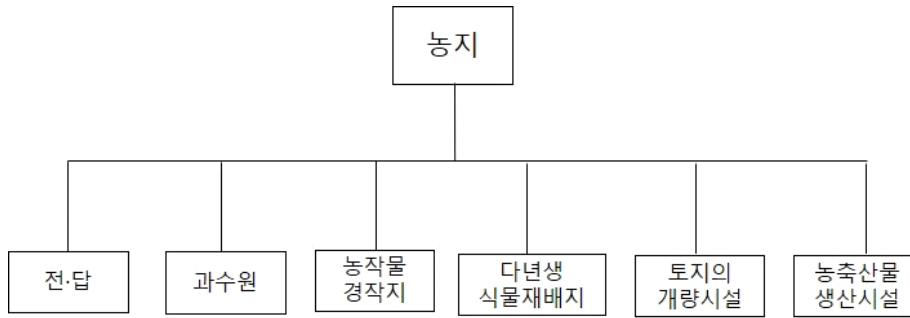 농지
전·답
과수원
농작물
경작지
다년생
식물재배지
토지의
개량시설
농축산물
생산시설